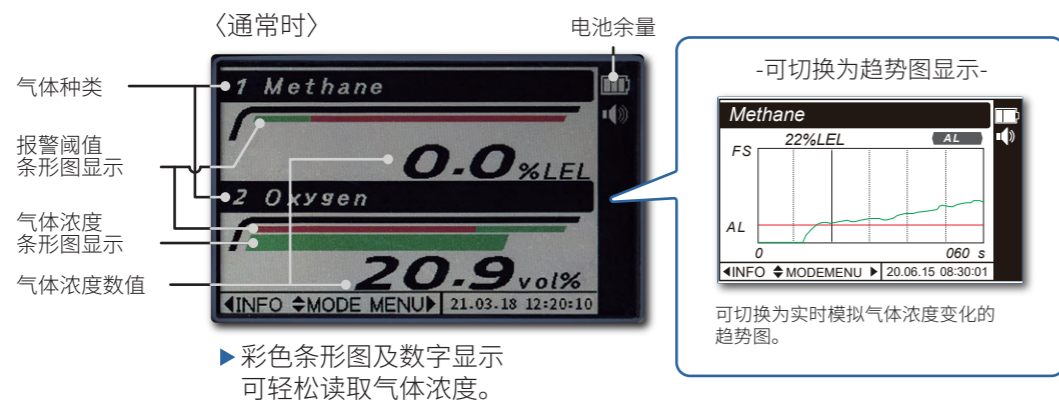 〈通常时〉
电池余量
气体种类
报警阈值
条形图显示
气体浓度
条形图显示
气体浓度数值
1 Methane
0.0%LEL
2 Oxygen
20.9vol%
INFO MODE MENU 21.03.18 12:20:10
彩色条形图及数字显示
可轻松读取气体浓度。
-可切换为趋势图显示-
Methane
22%LEL AL
FS
AL
0 060 s
INFO MODEMENU 20.06.15 08:30:01
可切换为实时模拟气体浓度变化的
趋势图。